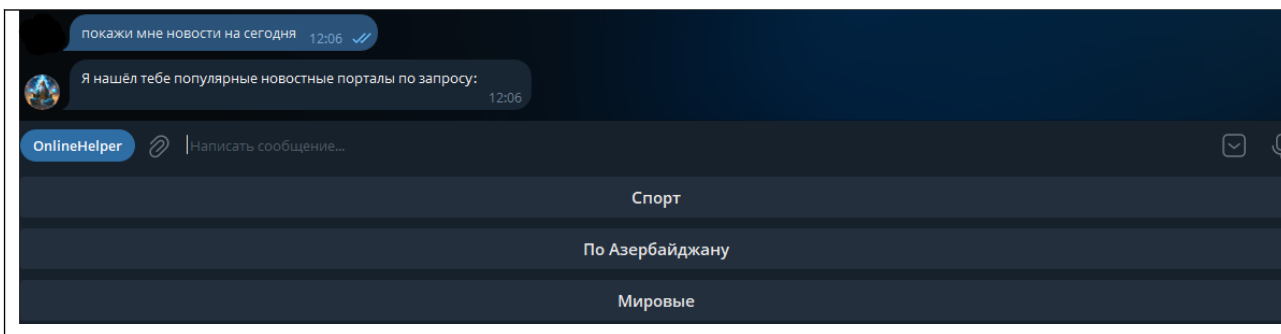 покажи мне новости на сегодня 12:06
Я нашёл тебе популярные новостные порталы по запросу:
12:06
OnlineHelper Написать сообщение...
Спорт
По Азербайджану
Мировые